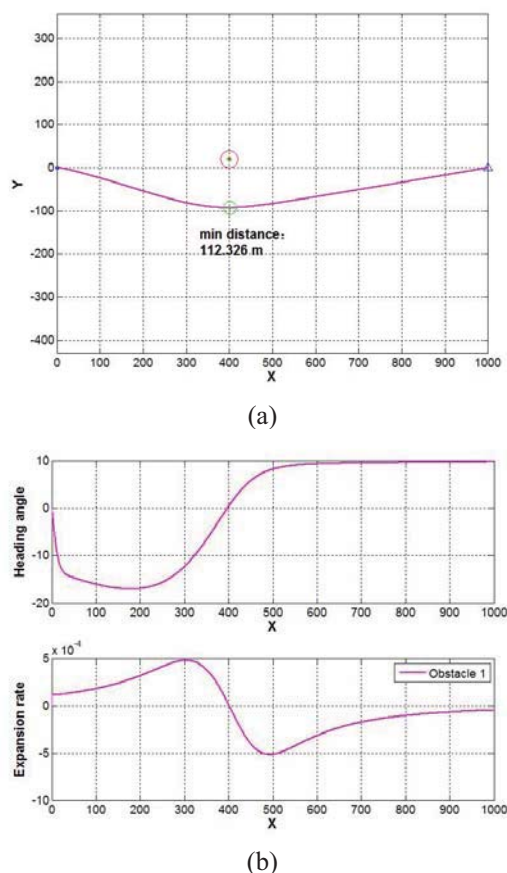 300
200
100
0
-100
-200
-300
-400
Y
min distance:
112.326 m
0 100 200 300 400 500 600 700 800 900 1000
X
(a)
10
0
-10
-20
Heading angle
0 100 200 300 400 500 600 700 800 900 1000
X
x 10⁻⁴
5
0
-5
-10
Expansion rate
Obstacle 1
0 100 200 300 400 500 600 700 800 900 1000
X
(b)